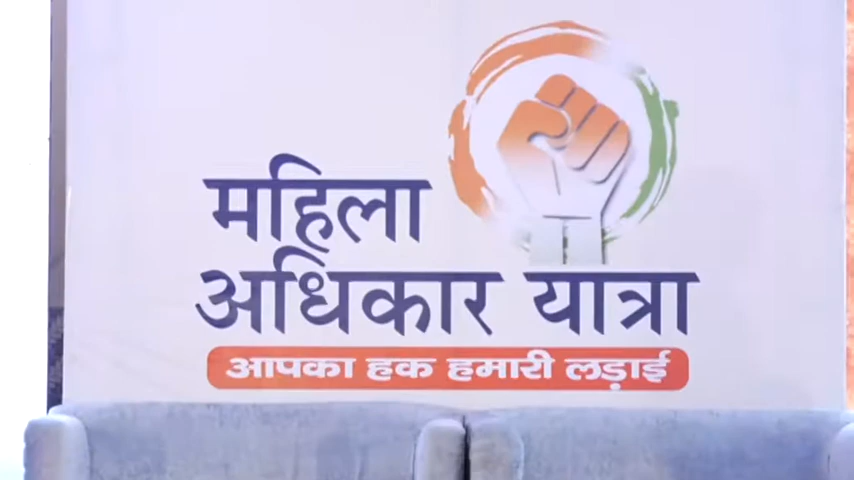 महिला
अधिकार यात्रा
आपका हक हमारी लड़ाई